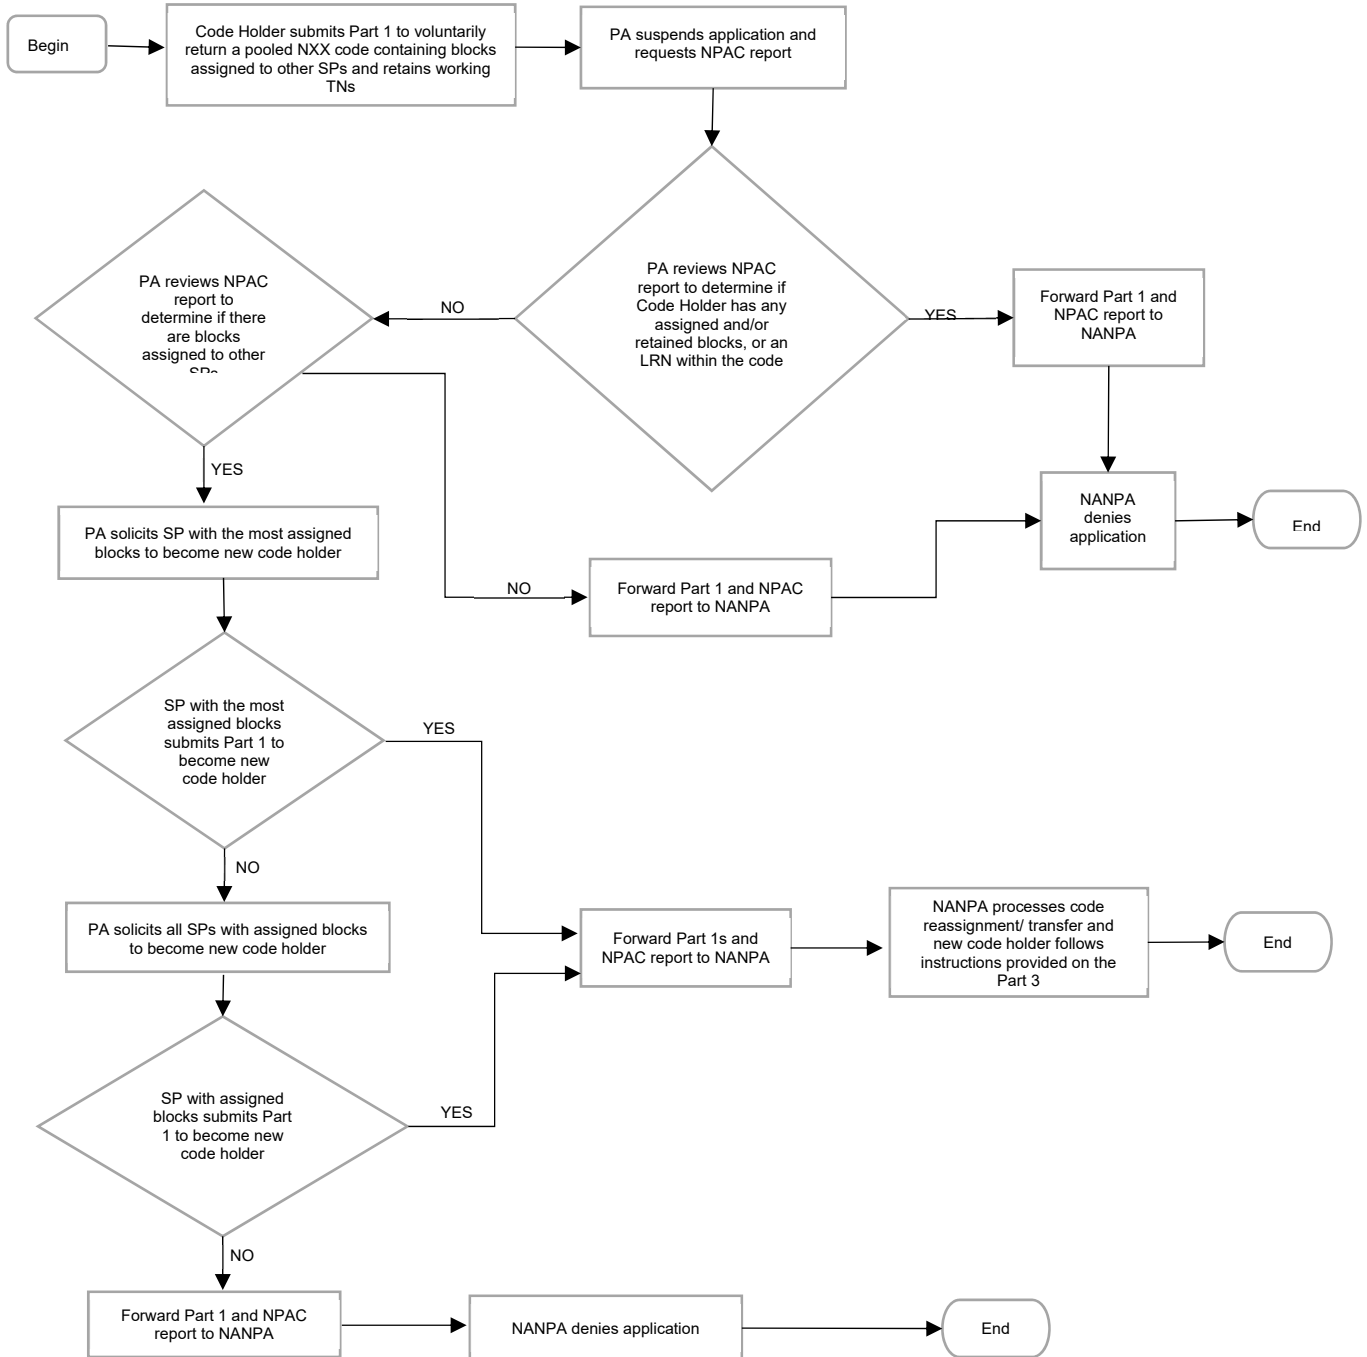 Begin
Code Holder submits Part 1 to voluntarily
return a pooled NXX code containing blocks
assigned to other SPs and retains working
TNs
PA suspends application and
requests NPAC report
PA reviews NPAC
report to
determine if there
are blocks
assigned to other
SPs
NO
PA reviews NPAC
report to determine if
Code Holder has any
assigned and/or
retained blocks, or an
LRN within the code
YES
Forward Part 1 and
NPAC report to
NANPA
YES
NANPA
denies
application
End
PA solicits SP with the most assigned
blocks to become new code holder
NO
Forward Part 1 and NPAC
report to NANPA
SP with the most
assigned blocks
submits Part 1 to
become new
code holder
YES
NO
PA solicits all SPs with assigned blocks
to become new code holder
Forward Part 1s and
NPAC report to NANPA
NANPA processes code
reassignment/ transfer and
new code holder follows
instructions provided on the
Part 3
End
SP with assigned
blocks submits Part
1 to become new
code holder
YES
NO
Forward Part 1 and NPAC
report to NANPA
NANPA denies application
End